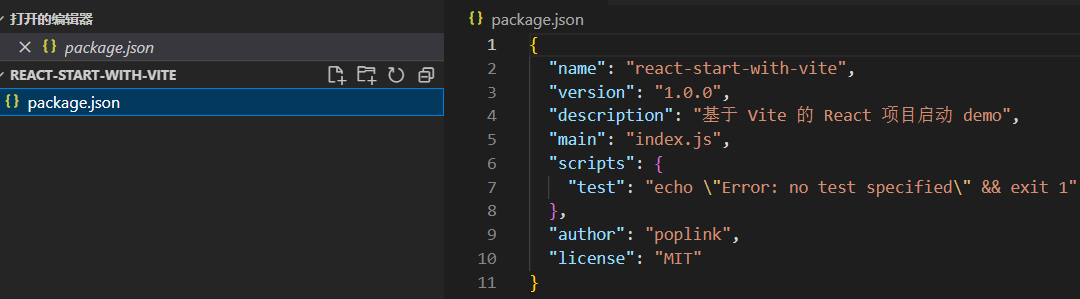 打开的编辑器
package.json
REACT-START-WITH-VITE
package.json
package.json
1 {
2 "name": "react-start-with-vite",
3 "version": "1.0.0",
4 "description": "基于 Vite 的 React 项目启动 demo",
5 "main": "index.js",
6 "scripts": {
7 "test": "echo \"Error: no test specified\" && exit 1"
8 },
9 "author": "poplink",
10 "license": "MIT"
11 }